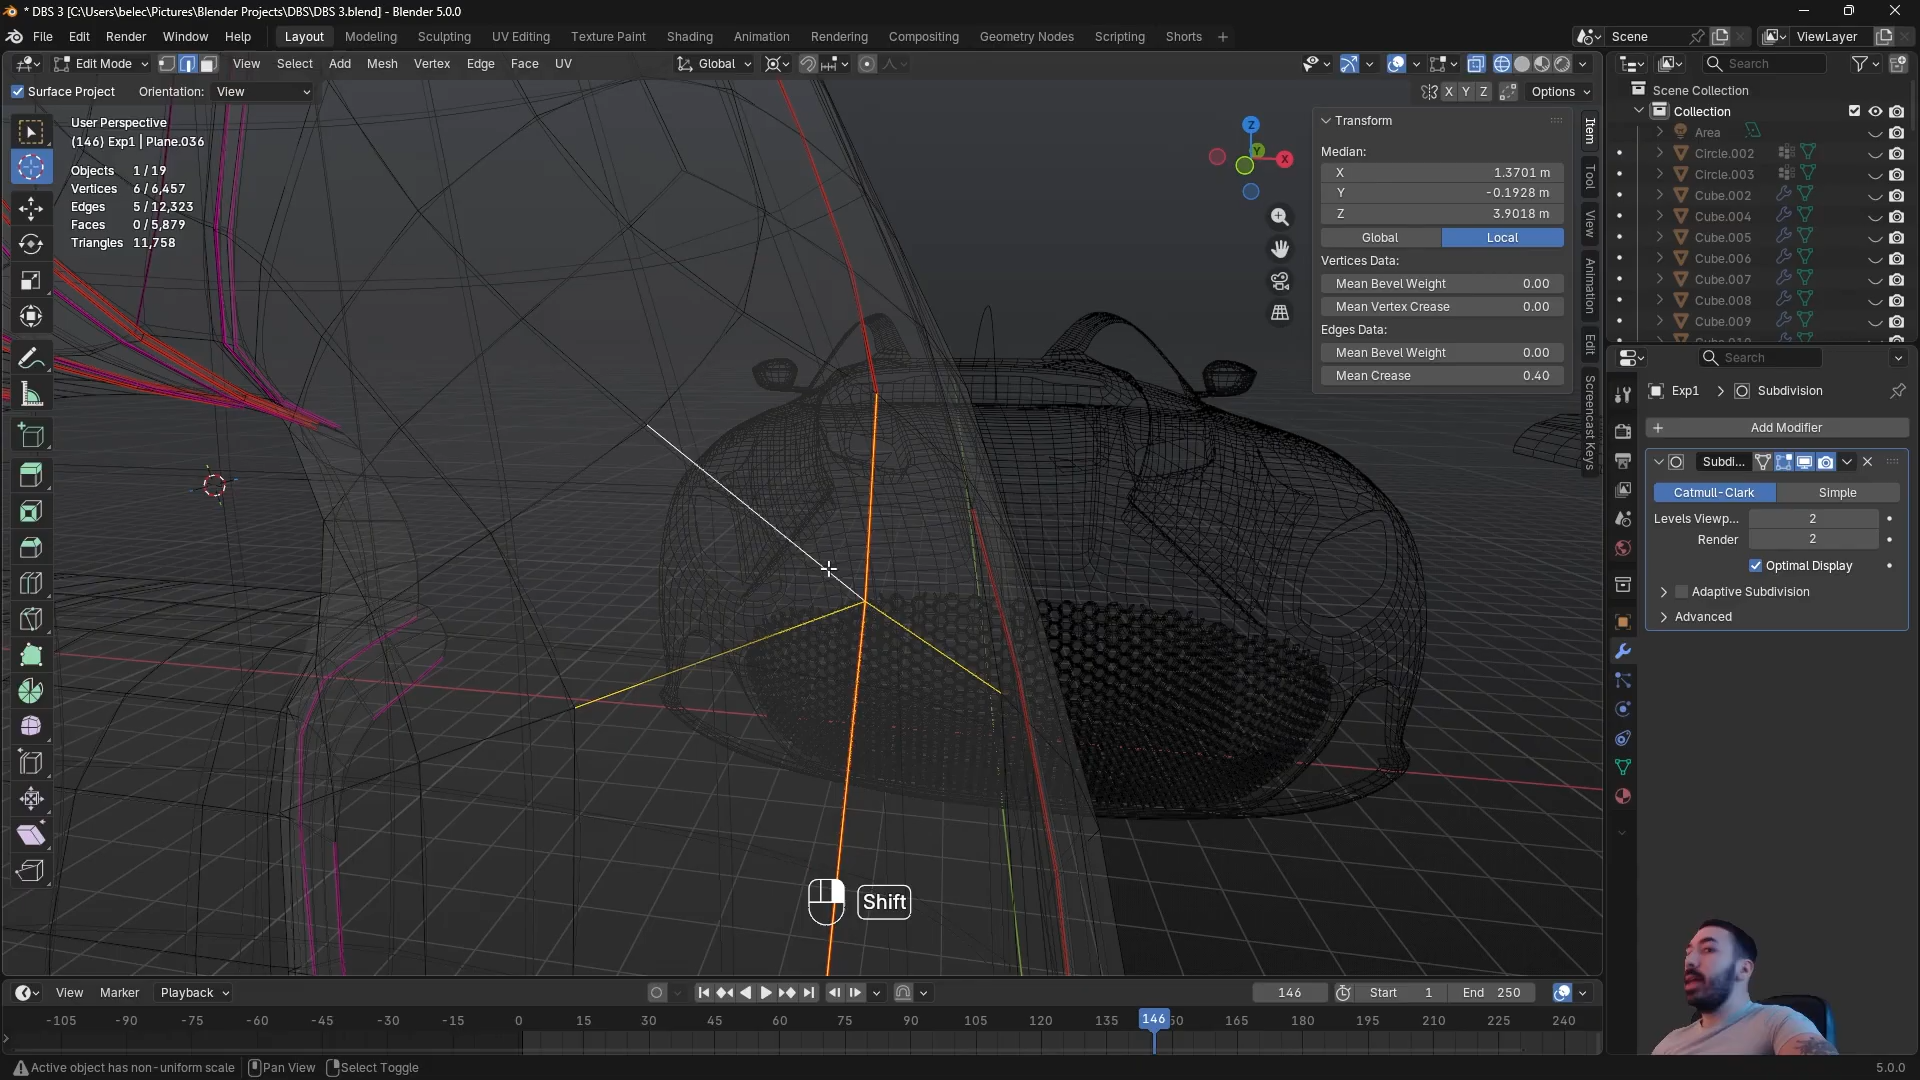 * DBS 3 [C:\Users\belec\Pictures\Blender Projects\DBS\DBS 3.blend] - Blender 5.0.0
File Edit Render Window Help Layout Modeling Sculpting UV Editing Texture Paint Shading Animation Rendering Compositing Geometry Nodes Scripting Shorts + Scene ViewLayer
Edit Mode View Select Add Mesh Vertex Edge Face UV Global Search
Surface Project Orientation: View X Y Z Options
Scene Collection
User Perspective
(146) Exp1 | Plane.036
Objects 1 / 19
Vertices 6 / 6,457
Edges 5 / 12,323
Faces 0 / 5,879
Triangles 11,758
Z
Y
X
Transform
Median:
X 1.3701 m
Y -0.1928 m
Z 3.9018 m
Global Local
Vertices Data:
Mean Bevel Weight 0.00
Mean Vertex Crease 0.00
Edges Data:
Mean Bevel Weight 0.00
Mean Crease 0.40
Item
Tool
View
Animation
Edit
Screencast Keys
Collection
Area
Circle.002
Circle.003
Cube.002
Cube.004
Cube.005
Cube.006
Cube.007
Cube.008
Cube.009
Search
Exp1 > Subdivision
+ Add Modifier
Subdi...
Catmull-Clark Simple
Levels Viewp... 2
Render 2
Optimal Display
Adaptive Subdivision
Advanced
Shift
View Marker Playback 146 Start 1 End 250
-105 -90 -75 -60 -45 -30 -15 0 15 30 45 60 75 90 105 120 135 146 50 165 180 195 210 225 240
Active object has non-uniform scale Pan View Select Toggle 5.0.0